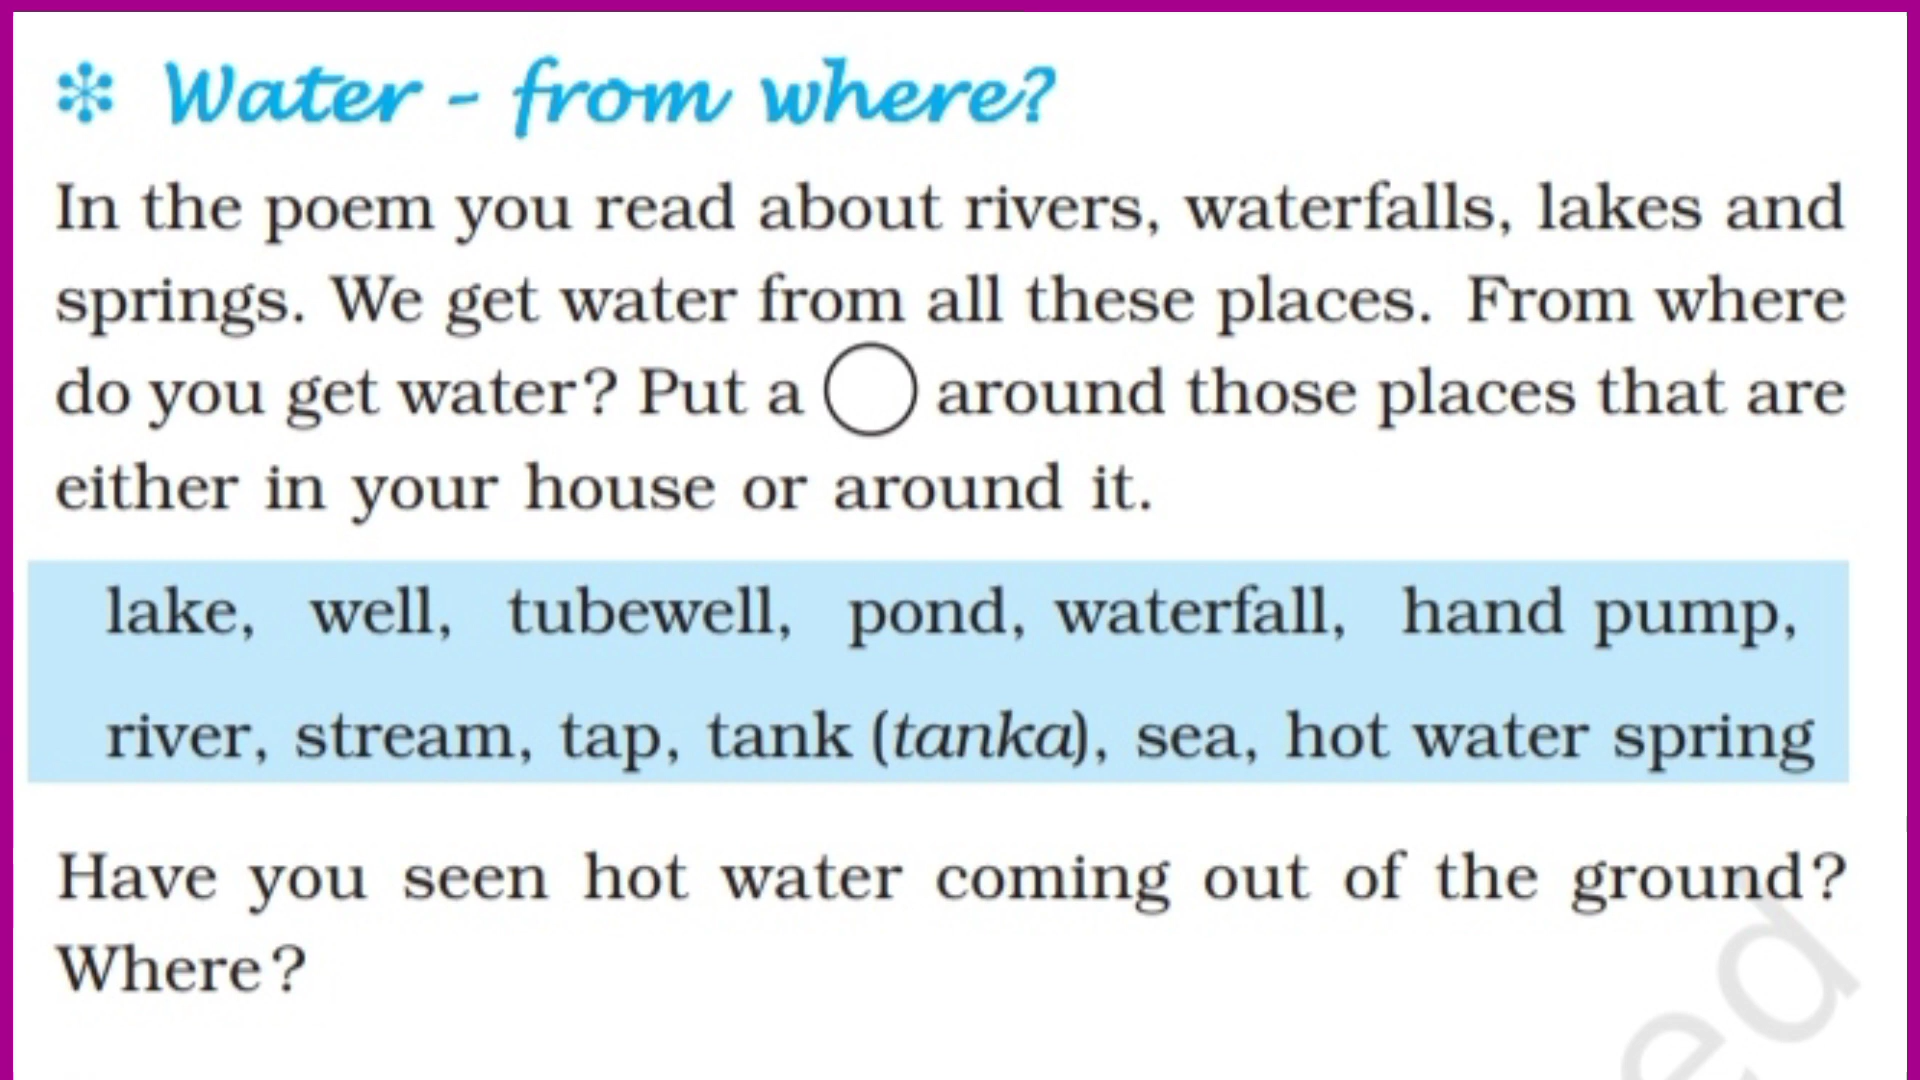 ❇ Water - from where?
In the poem you read about rivers, waterfalls, lakes and
springs. We get water from all these places. From where
do you get water? Put a ◯ around those places that are
either in your house or around it.
lake, well, tubewell, pond, waterfall, hand pump,
river, stream, tap, tank (tanka), sea, hot water spring
Have you seen hot water coming out of the ground?
Where?